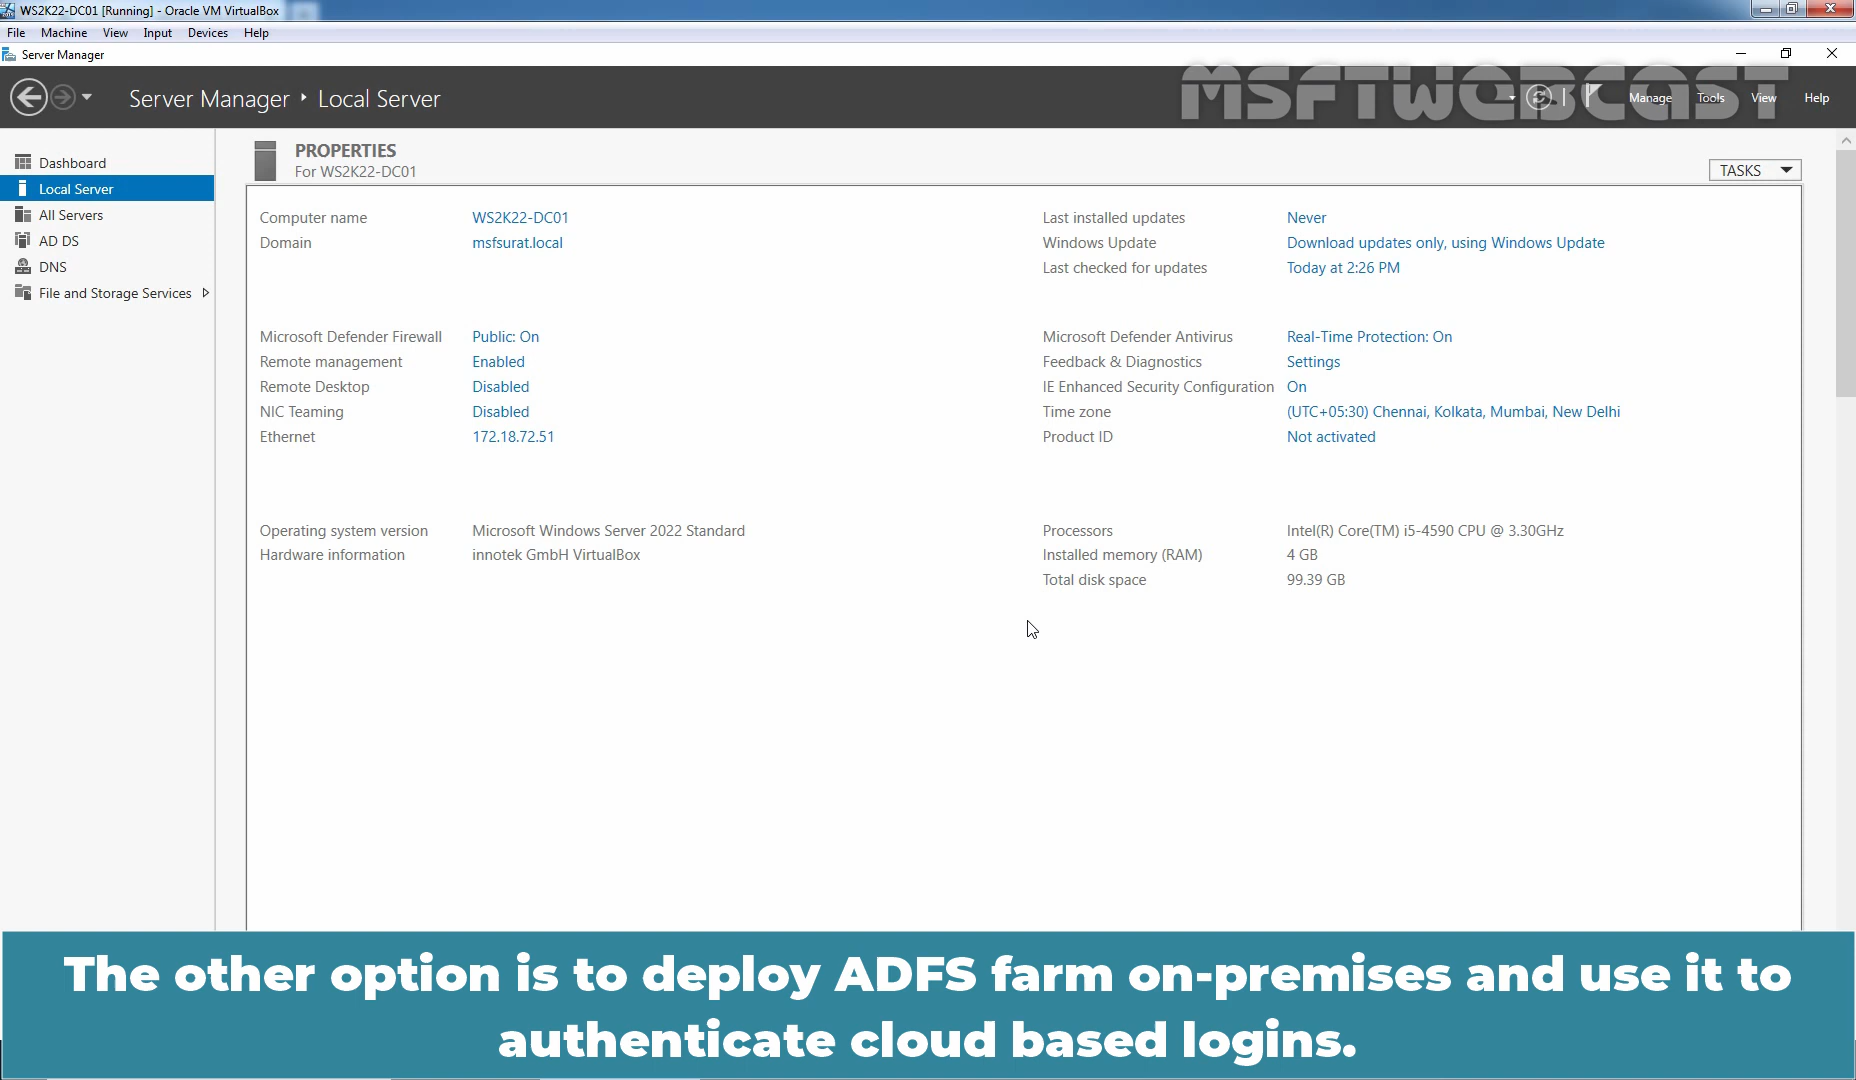 WS2K22-DC01 [Running] - Oracle VM VirtualBox
File Machine View Input Devices Help
Server Manager
Server Manager ‣ Local Server
MSFTWEBCAST
Manage Tools View Help
Dashboard
Local Server
All Servers
AD DS
DNS
File and Storage Services
PROPERTIES
For WS2K22-DC01
TASKS
Computer name WS2K22-DC01
Domain msfsurat.local
Last installed updates Never
Windows Update Download updates only, using Windows Update
Last checked for updates Today at 2:26 PM
Microsoft Defender Firewall Public: On
Remote management Enabled
Remote Desktop Disabled
NIC Teaming Disabled
Ethernet 172.18.72.51
Microsoft Defender Antivirus Real-Time Protection: On
Feedback & Diagnostics Settings
IE Enhanced Security Configuration On
Time zone (UTC+05:30) Chennai, Kolkata, Mumbai, New Delhi
Product ID Not activated
Operating system version Microsoft Windows Server 2022 Standard
Hardware information innotek GmbH VirtualBox
Processors Intel(R) Core(TM) i5-4590 CPU @ 3.30GHz
Installed memory (RAM) 4 GB
Total disk space 99.39 GB
The other option is to deploy ADFS farm on-premises and use it to
authenticate cloud based logins.